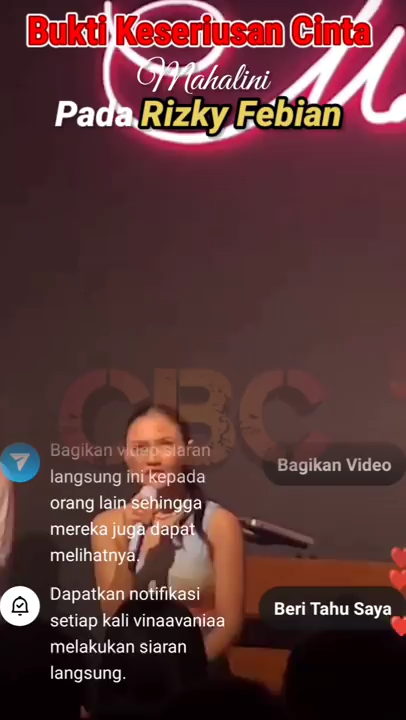 Bukti Keseriusan Cinta
Mahalini
Pada Rizky Febian
CBC
Bagikan video siaran
langsung ini kepada
orang lain sehingga
mereka juga dapat
melihatnya.
Bagikan Video
Dapatkan notifikasi
setiap kali vinaavaniaa
melakukan siaran
langsung.
Beri Tahu Saya